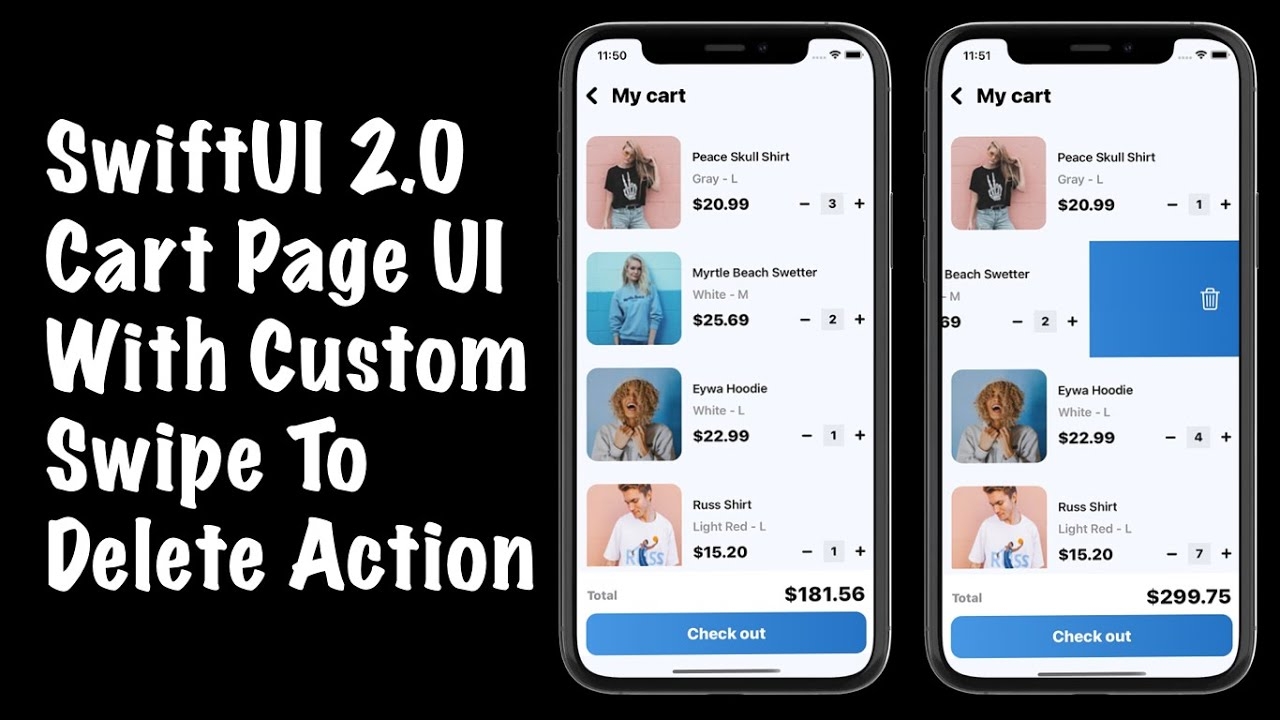 SwiftUI 2.0
Cart Page UI
With Custom
Swipe To
Delete Action
11:50
My cart
Peace Skull Shirt
Gray - L
$20.99 − 3 +
Myrtle Beach Swetter
White - M
$25.69 − 2 +
Eywa Hoodie
White - L
$22.99 − 1 +
Russ Shirt
Light Red - L
$15.20 − 1 +
Total $181.56
Check out
11:51
My cart
Peace Skull Shirt
Gray - L
$20.99 − 1 +
Beach Swetter
- M
69 − 2 +
Eywa Hoodie
White - L
$22.99 − 4 +
Russ Shirt
Light Red - L
$15.20 − 7 +
Total $299.75
Check out